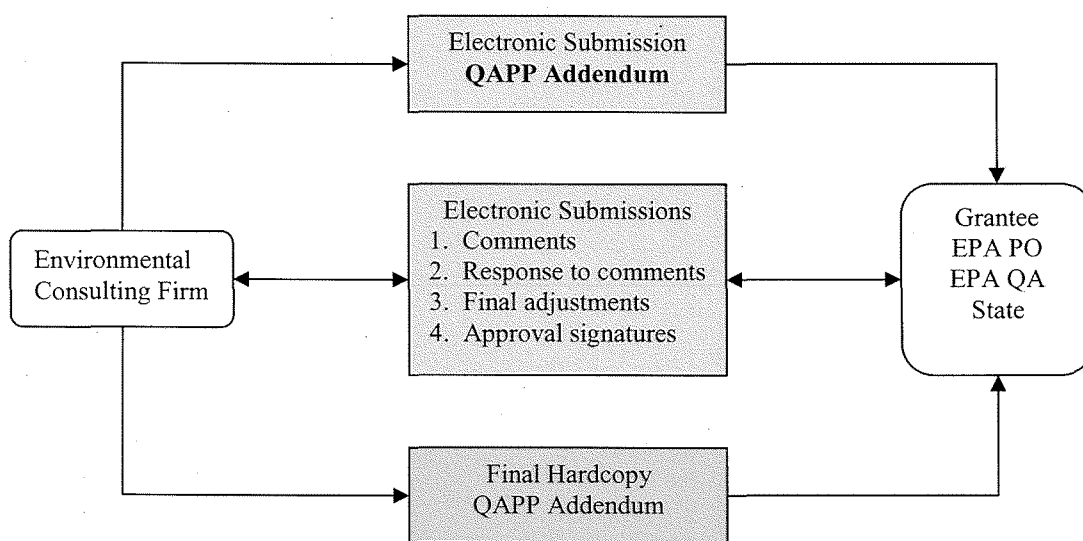 Electronic Submission
QAPP Addendum
Environmental
Consulting Firm
Electronic Submissions
1. Comments
2. Response to comments
3. Final adjustments
4. Approval signatures
Grantee
EPA PO
EPA QA
State
Final Hardcopy
QAPP Addendum